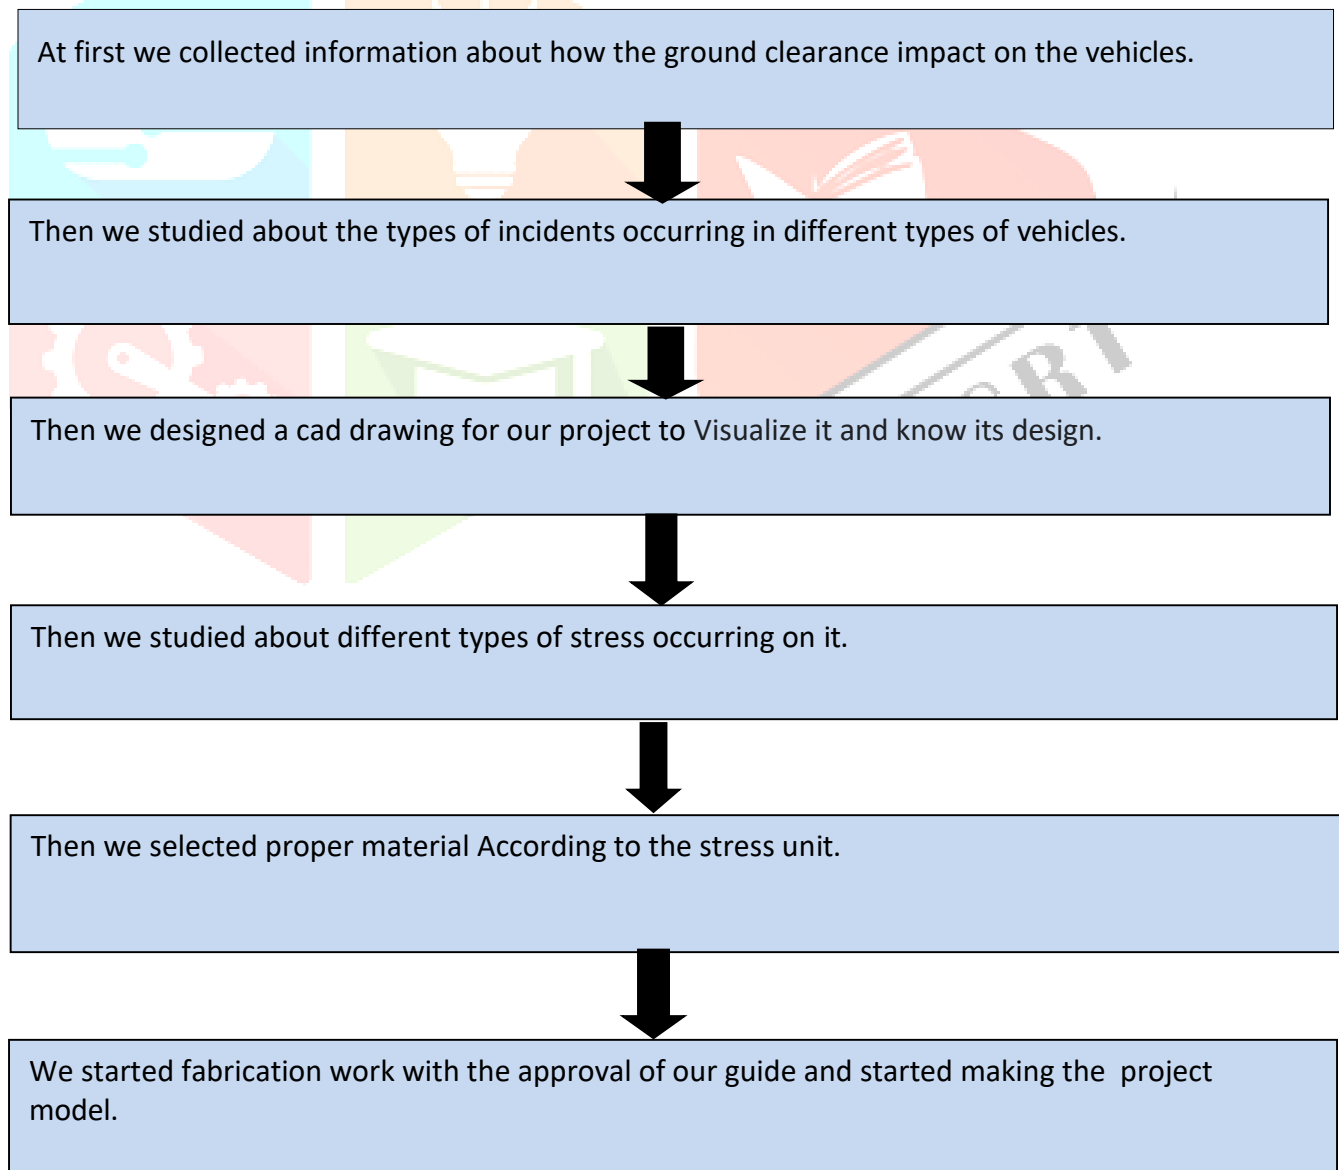 At first we collected information about how the ground clearance impact on the vehicles.
Then we studied about the types of incidents occurring in different types of vehicles.
Then we designed a cad drawing for our project to Visualize it and know its design.
Then we studied about different types of stress occurring on it.
Then we selected proper material According to the stress unit.
We started fabrication work with the approval of our guide and started making the  project
model.